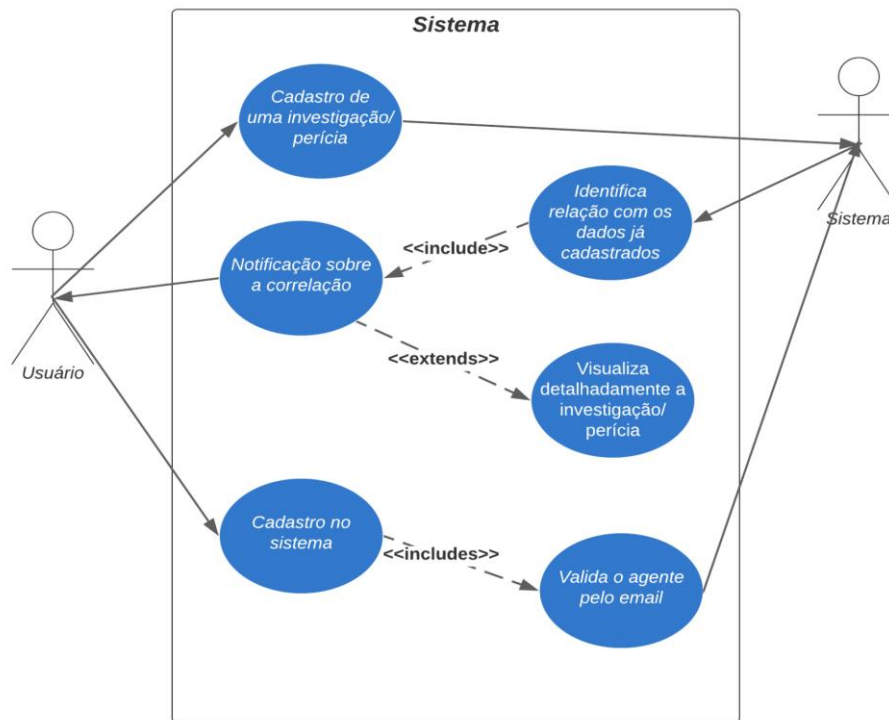 Sistema
Cadastro de
uma investigação/
perícia
Identifica
relação com os
dados já
cadastrados
Sistema
<<include>>
Notificação sobre
a correlação
Usuário
<<extends>>
Visualiza
detalhadamente a
investigação/
perícia
Cadastro no
sistema
<<includes>>
Valida o agente
pelo email